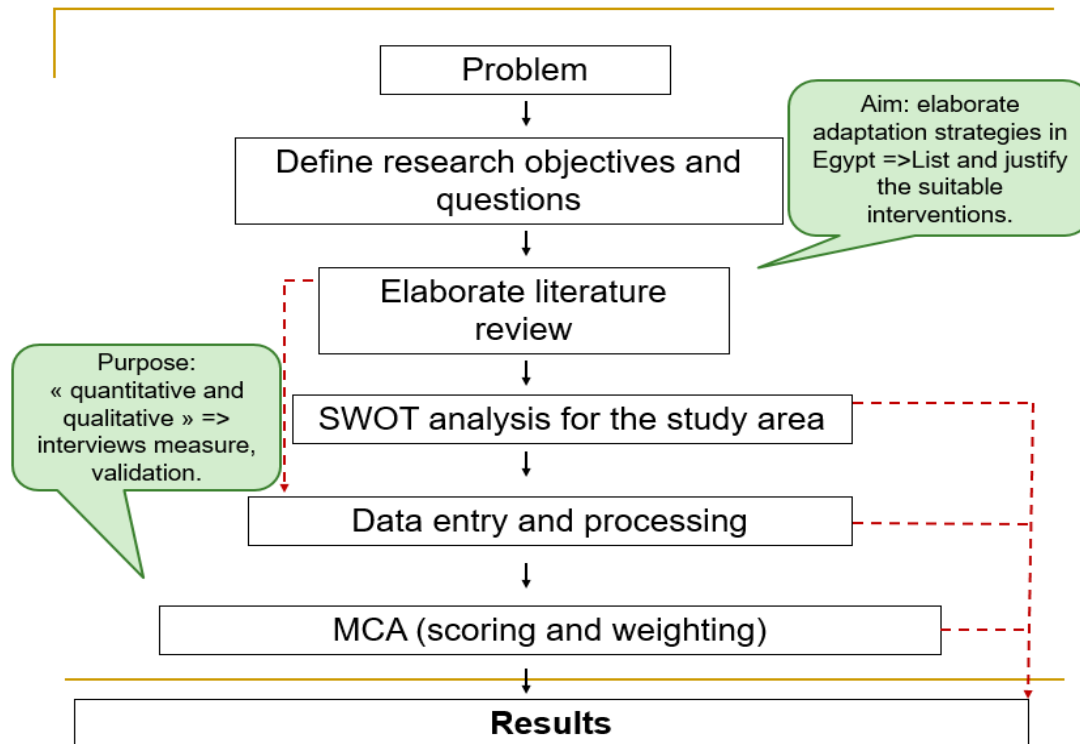 Problem
Define research objectives and
questions
Aim: elaborate
adaptation strategies in
Egypt =>List and justify
the suitable
interventions.
Elaborate literature
review
Purpose:
« quantitative and
qualitative » =>
interviews measure,
validation.
SWOT analysis for the study area
Data entry and processing
MCA (scoring and weighting)
Results